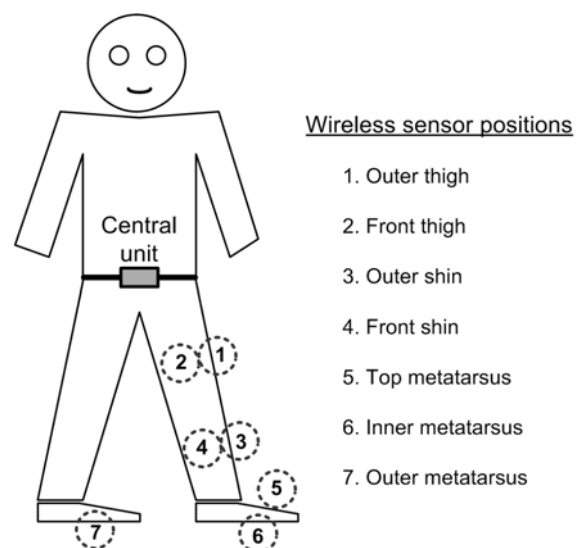 Wireless sensor positions
1. Outer thigh
2. Front thigh
3. Outer shin
4. Front shin
5. Top metatarsus
6. Inner metatarsus
7. Outer metatarsus
Central
unit
1
2
3
4
5
6
7